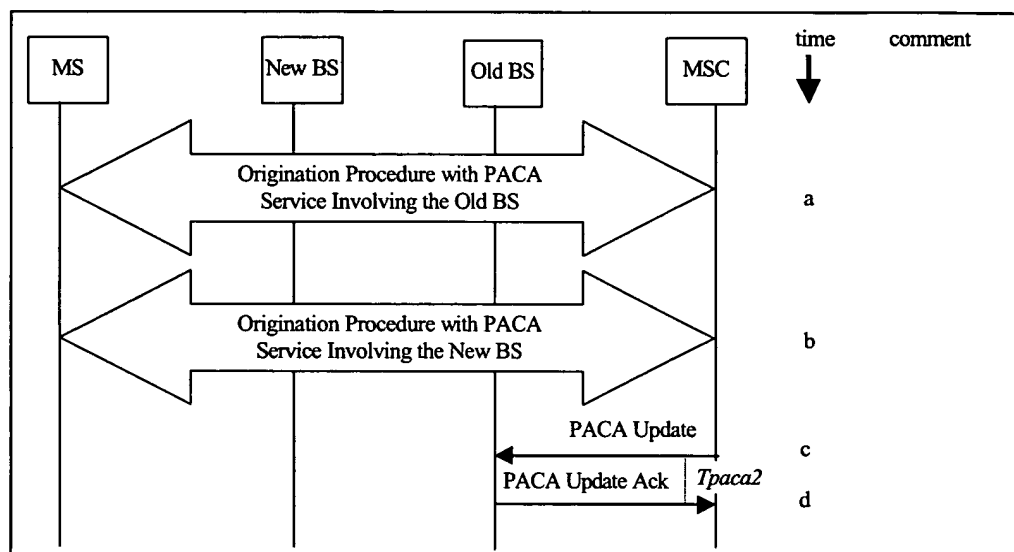 time comment
MS New BS Old BS MSC
Origination Procedure with PACA
Service Involving the Old BS
a
Origination Procedure with PACA
Service Involving the New BS
b
PACA Update
c
PACA Update Ack Tpaca2
d